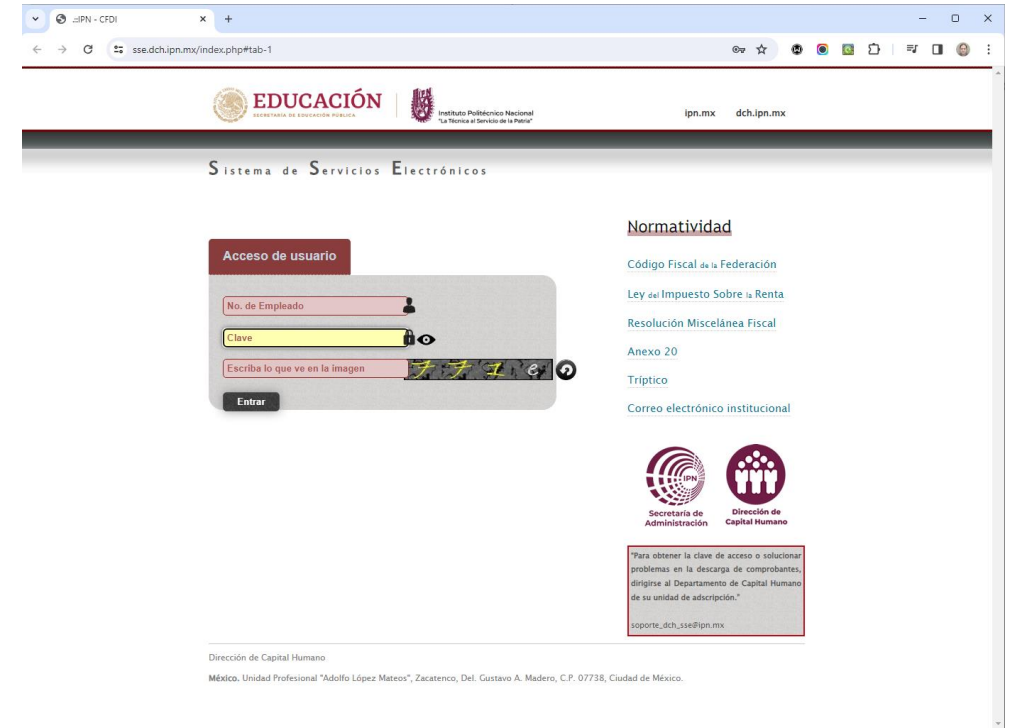 .::IPN - CFDI
sse.dch.ipn.mx/index.php#tab-1
EDUCACIÓN
SECRETARÍA DE EDUCACIÓN PÚBLICA
Instituto Politécnico Nacional
"La Técnica al Servicio de la Patria"
ipn.mx dch.ipn.mx
Sistema de Servicios Electrónicos
Acceso de usuario
No. de Empleado
Clave
Escriba lo que ve en la imagen
7 7 1 e
Entrar
Normatividad
Código Fiscal de la Federación
Ley del Impuesto Sobre la Renta
Resolución Miscelánea Fiscal
Anexo 20
Tríptico
Correo electrónico institucional
IPN
Secretaría de
Administración
Dirección de
Capital Humano
"Para obtener la clave de acceso o solucionar
problemas en la descarga de comprobantes,
dirigirse al Departamento de Capital Humano
de su unidad de adscripción."
soporte_dch_sse@ipn.mx
Dirección de Capital Humano
México. Unidad Profesional "Adolfo López Mateos", Zacatenco, Del. Gustavo A. Madero, C.P. 07738, Ciudad de México.